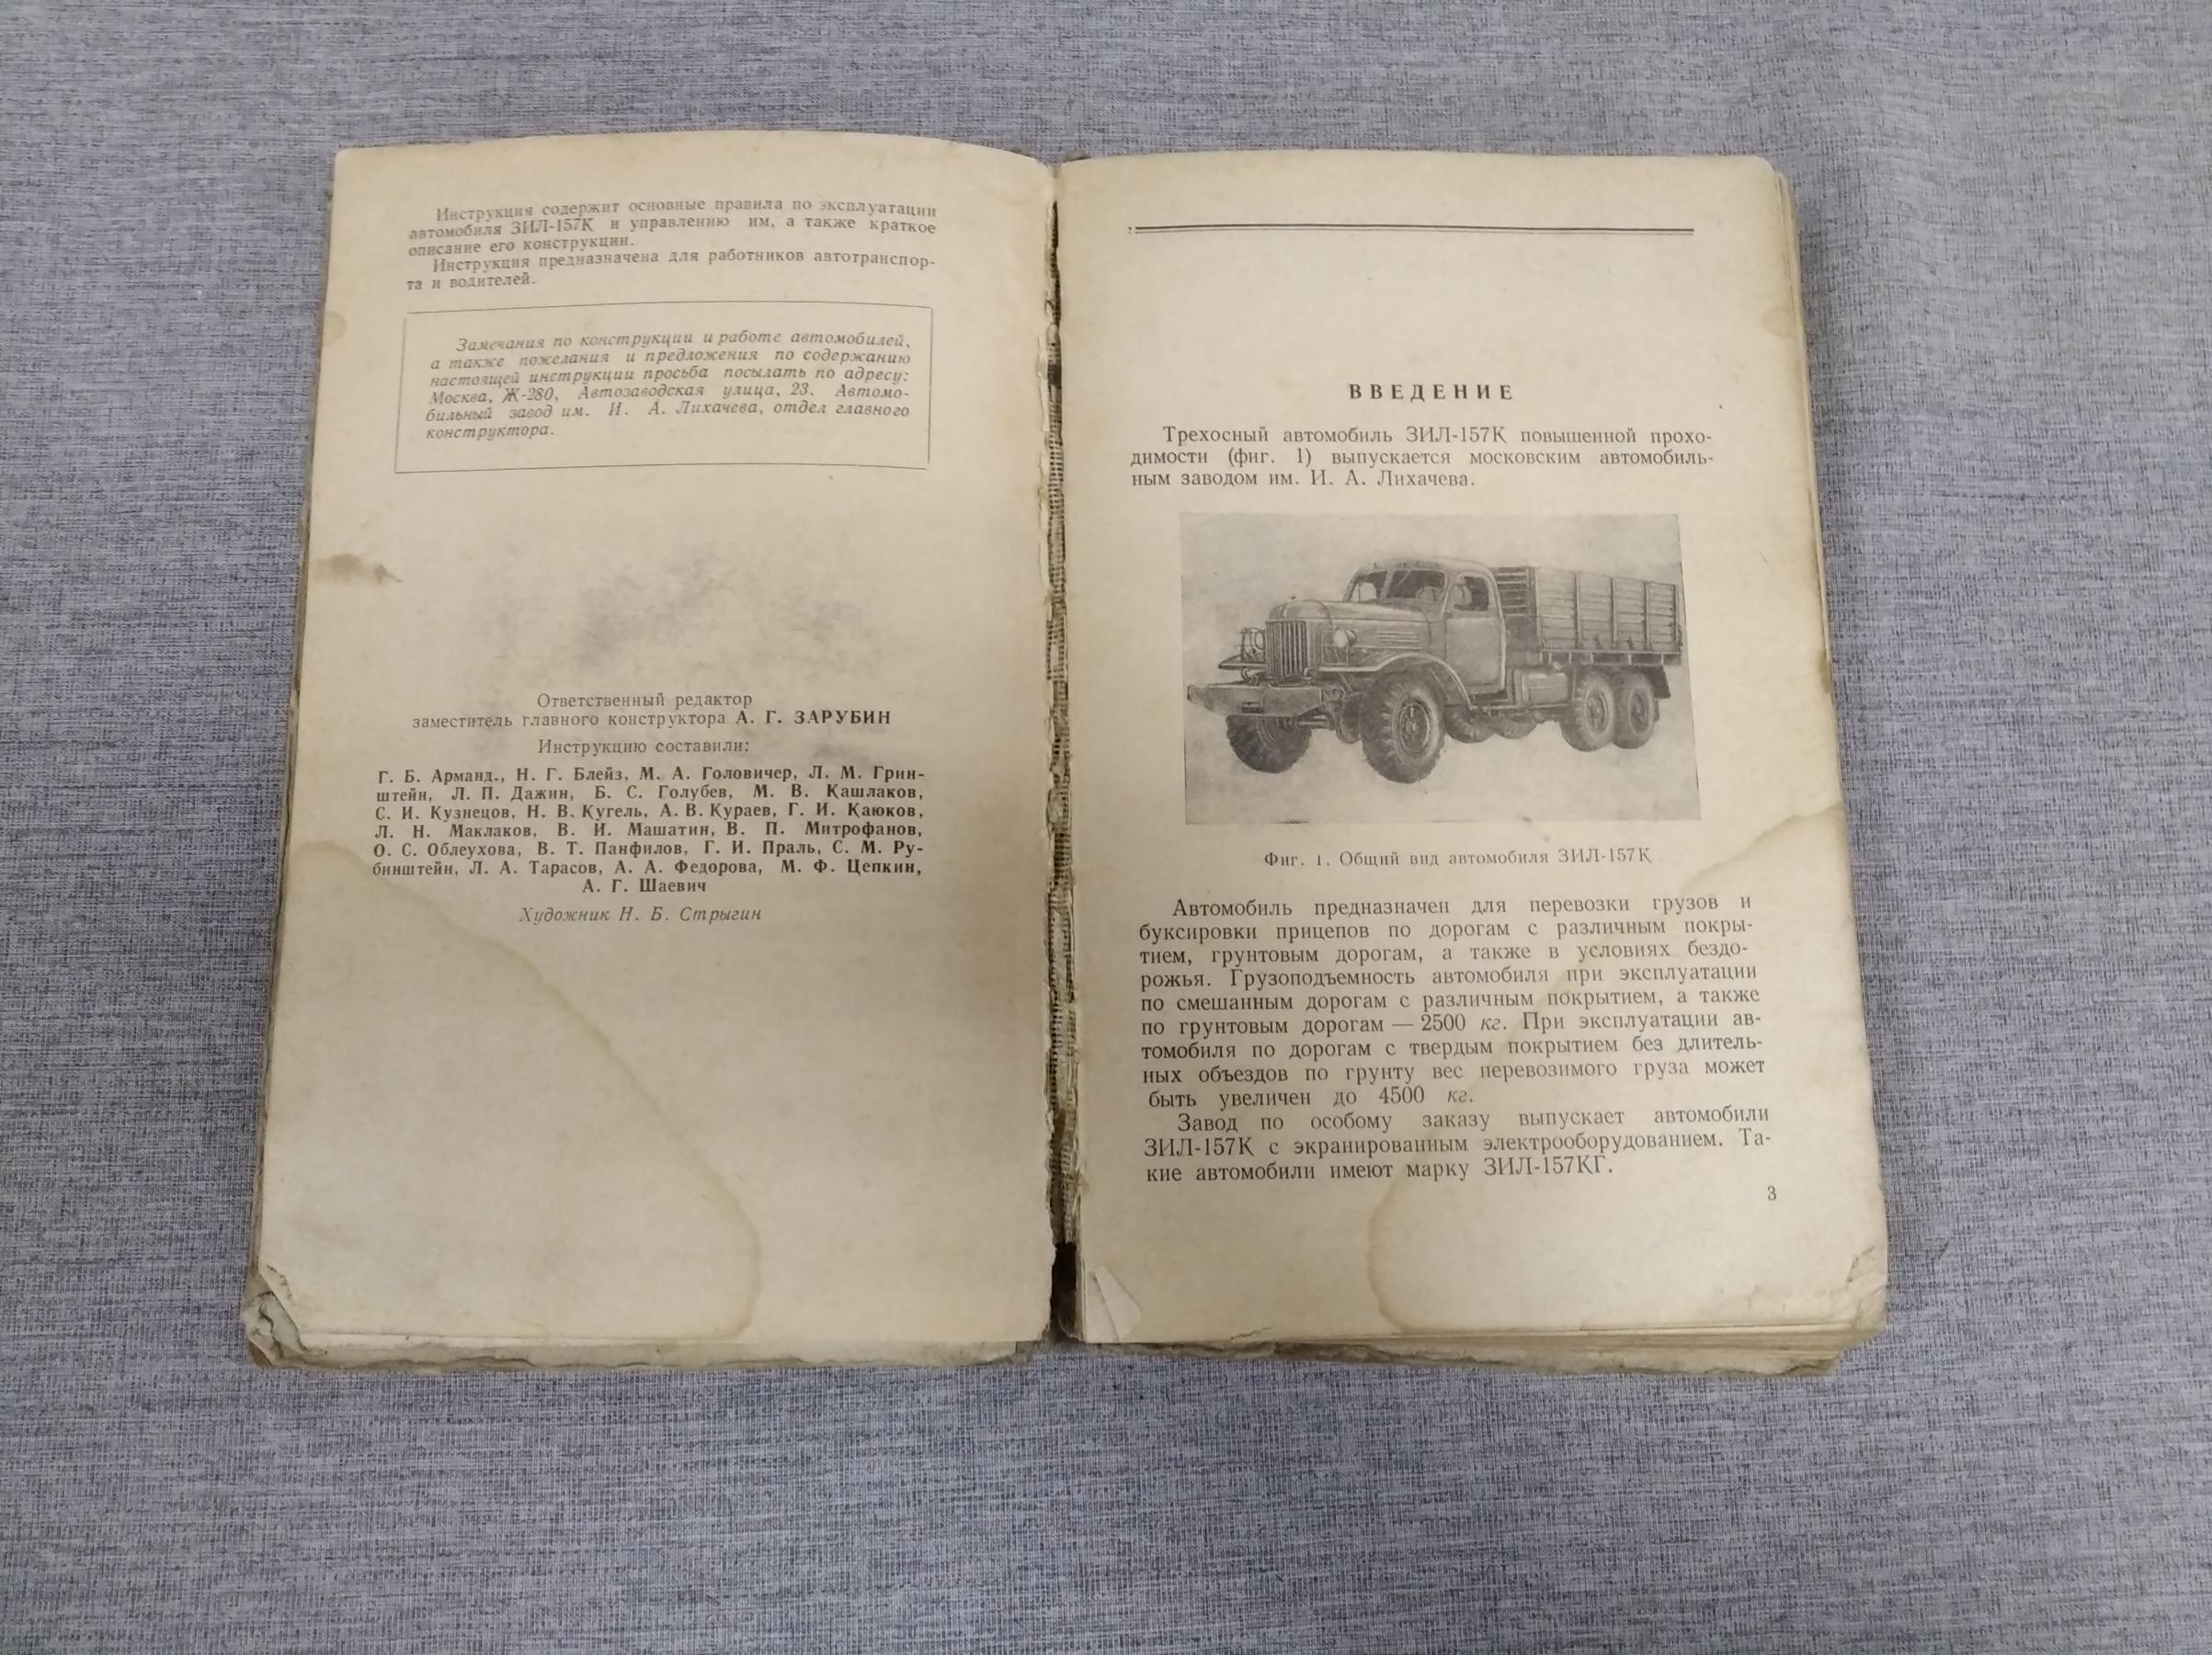 Инструкция содержит основные правила по эксплуатации
автомобиля ЗИЛ-157К и управлению им, а также краткое
описание его конструкции.
Инструкция предназначена для работников автотранспор-
та и водителей.
Замечания по конструкции и работе автомобилей,
а также пожелания и предложения по содержанию
настоящей инструкции просьба посылать по адресу:
Москва, Ж-280, Автозаводская улица, 23. Автомо-
бильный завод им. И. А. Лихачева, отдел главного
конструктора.
Ответственный редактор
заместитель главного конструктора А. Г. ЗАРУБИН
Инструкцию составили:
Г. Б. Арманд., Н. Г. Блейз, М. А. Головичер, Л. М. Грин-
штейн, Л. П. Дажин, Б. С. Голубев, М. В. Кашлаков,
С. И. Кузнецов, Н. В. Кугель, А. В. Кураев, Г. И. Каюков,
Л. Н. Маклаков, В. И. Машатин, В. П. Митрофанов,
О. С. Облеухова, В. Т. Панфилов, Г. И. Праль, С. М. Ру-
бинштейн, Л. А. Тарасов, А. А. Федорова, М. Ф. Цепкин,
А. Г. Шаевич
Художник Н. Б. Стрыгин
ВВЕДЕНИЕ
Трехосный автомобиль ЗИЛ-157К повышенной прохо-
димости (фиг. 1) выпускается московским автомобиль-
ным заводом им. И. А. Лихачева.
Фиг. 1. Общий вид автомобиля ЗИЛ-157К
Автомобиль предназначен для перевозки грузов и
буксировки прицепов по дорогам с различным покры-
тием, грунтовым дорогам, а также в условиях бездо-
рожья. Грузоподъемность автомобиля при эксплуатации
по смешанным дорогам с различным покрытием, а также
по грунтовым дорогам — 2500 кг. При эксплуатации ав-
томобиля по дорогам с твердым покрытием без длитель-
ных объездов по грунту вес перевозимого груза может
быть увеличен до 4500 кг.
Завод по особому заказу выпускает автомобили
ЗИЛ-157К с экранированным электрооборудованием. Та-
кие автомобили имеют марку ЗИЛ-157КГ.
3